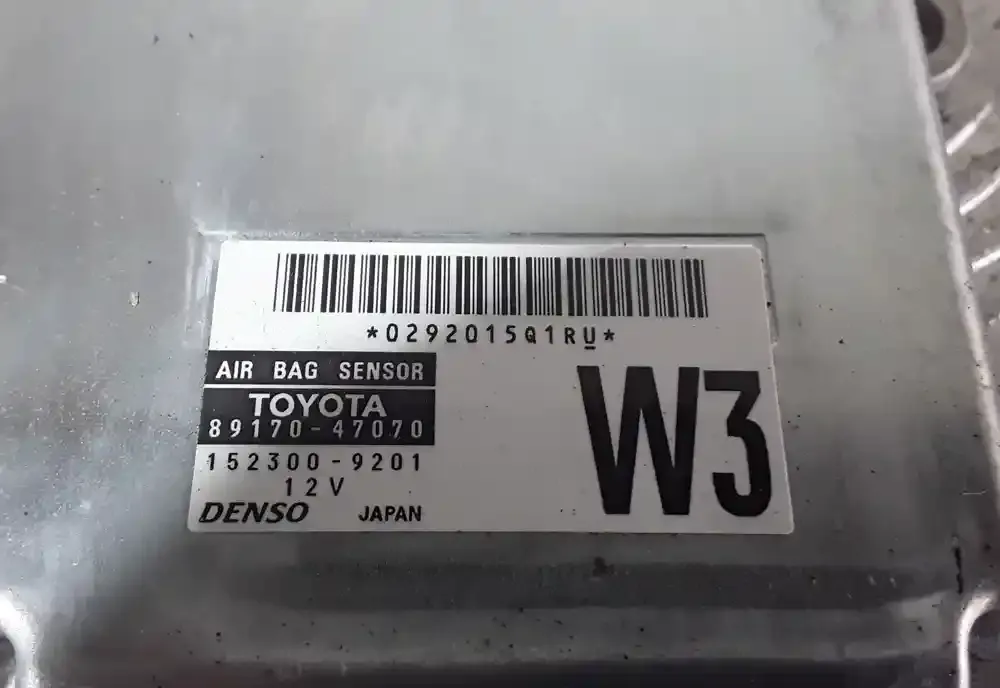 *0292015Q1RU*
AIR BAG SENSOR
TOYOTA
89170-47070
152300-9201
12V
DENSO JAPAN
W3